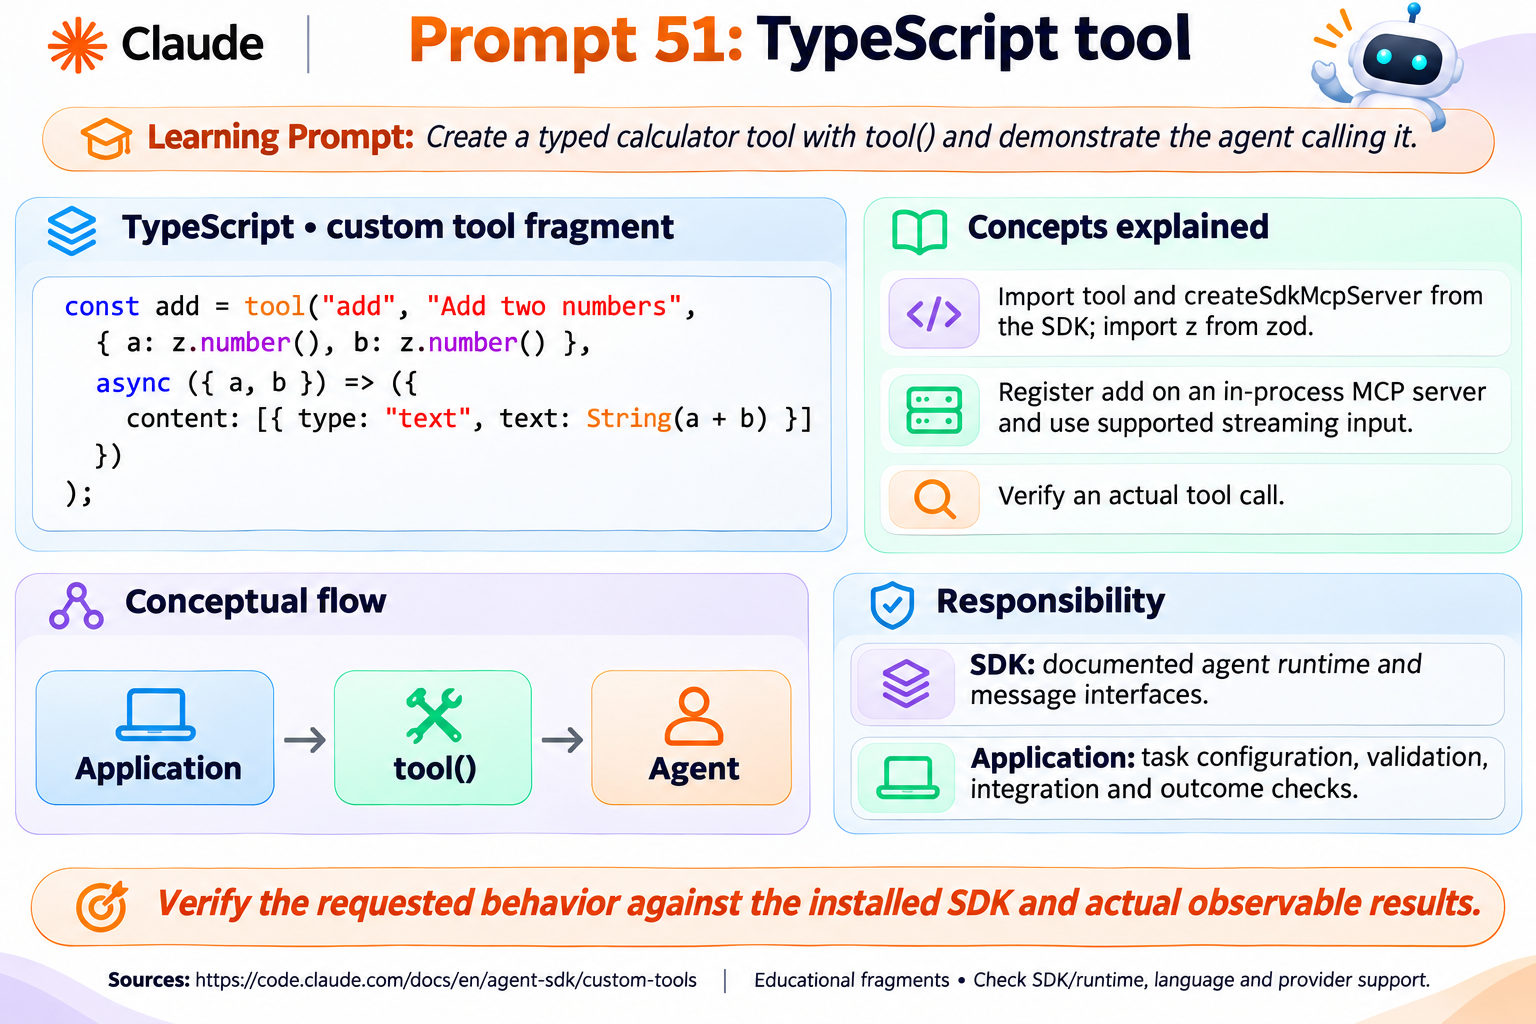 Claude
Prompt 51: TypeScript tool
Learning Prompt: Create a typed calculator tool with tool() and demonstrate the agent calling it.
TypeScript • custom tool fragment
const add = tool("add", "Add two numbers",
  { a: z.number(), b: z.number() },
  async ({ a, b }) => ({
    content: [{ type: "text", text: String(a + b) }]
  })
);
Concepts explained
</>
Import tool and createSdkMcpServer from
the SDK; import z from zod.
Register add on an in-process MCP server
and use supported streaming input.
Verify an actual tool call.
Conceptual flow
Application → tool() → Agent
Responsibility
SDK: documented agent runtime and
message interfaces.
Application: task configuration, validation,
integration and outcome checks.
Verify the requested behavior against the installed SDK and actual observable results.
Sources: https://code.claude.com/docs/en/agent-sdk/custom-tools | Educational fragments • Check SDK/runtime, language and provider support.